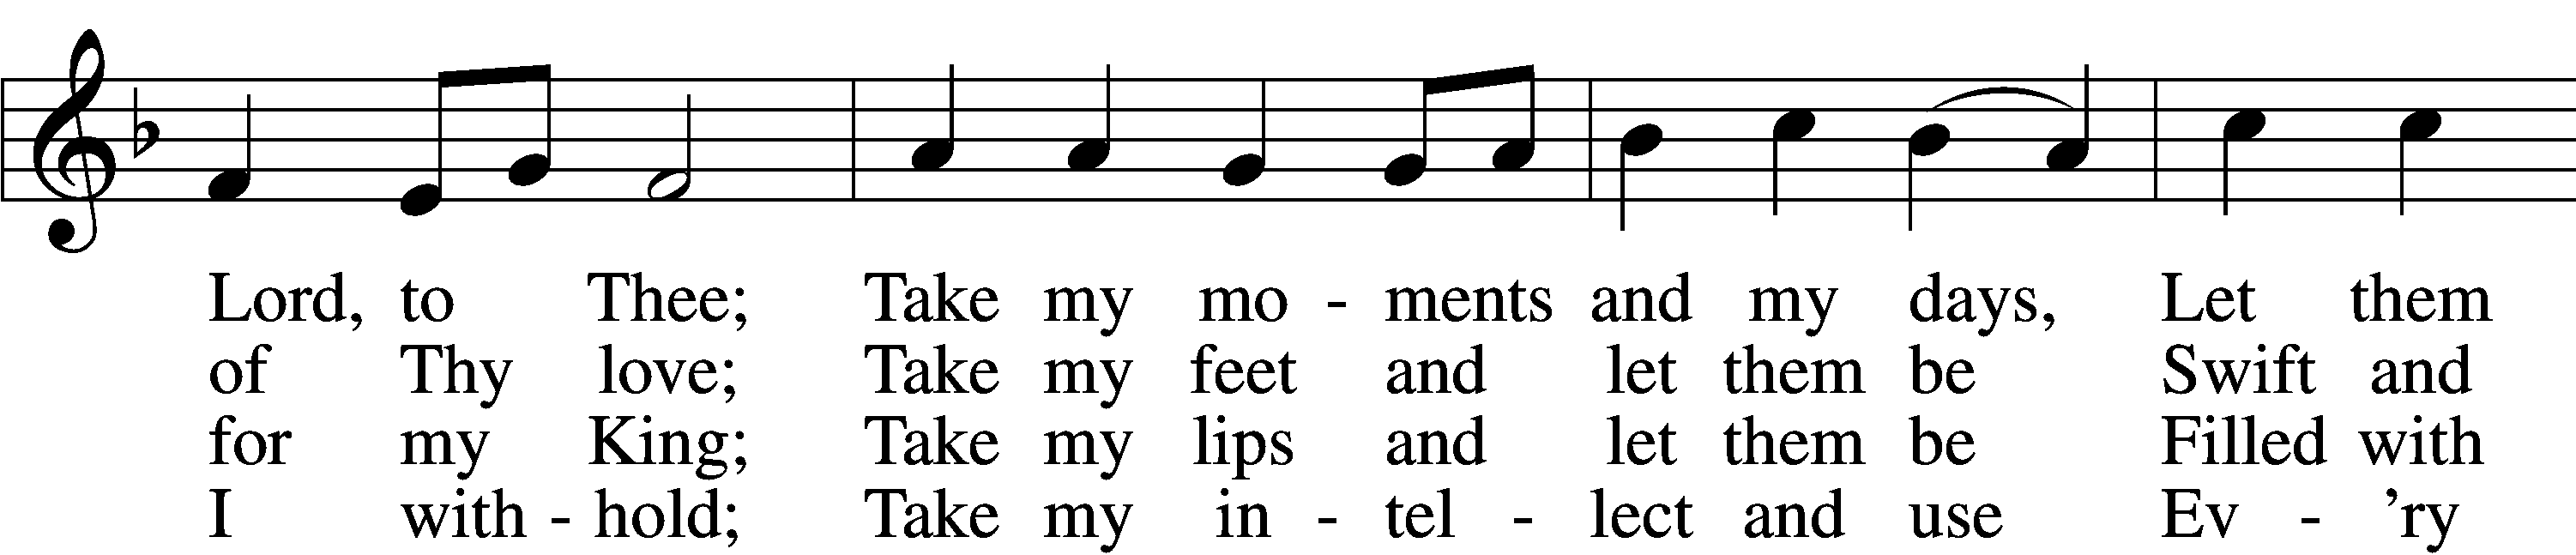 Lord, to Thee; Take my mo - ments and my days, Let them
of Thy love; Take my feet and let them be Swift and
for my King; Take my lips and let them be Filled with
I with - hold; Take my in - tel - lect and use Ev - ’ry